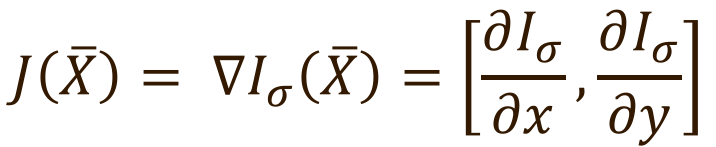 J(X̄) = ∇I_σ(X̄) = [∂I_σ/∂x , ∂I_σ/∂y]